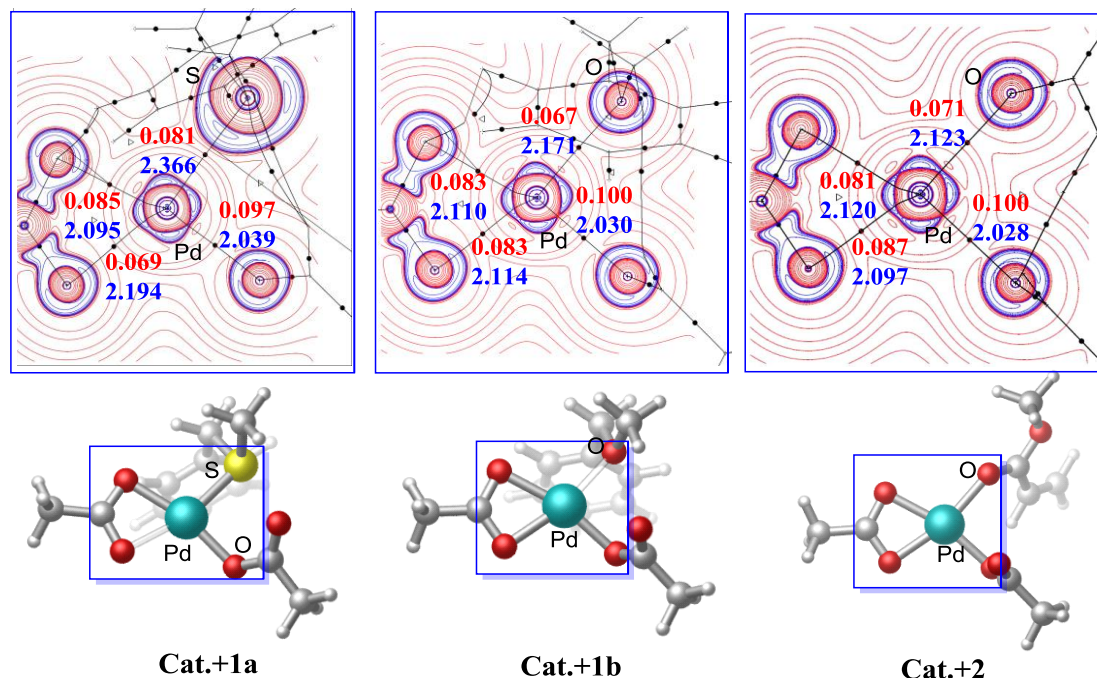 S
0.081
2.366
0.085
2.095
0.097
2.039
Pd
0.069
2.194
O
0.067
2.171
0.083
2.110
0.100
2.030
Pd
0.083
2.114
O
0.071
2.123
0.081
2.120
0.100
2.028
Pd
0.087
2.097
S
Pd
O
Cat.+1a
O
Pd
Cat.+1b
O
Pd
Cat.+2